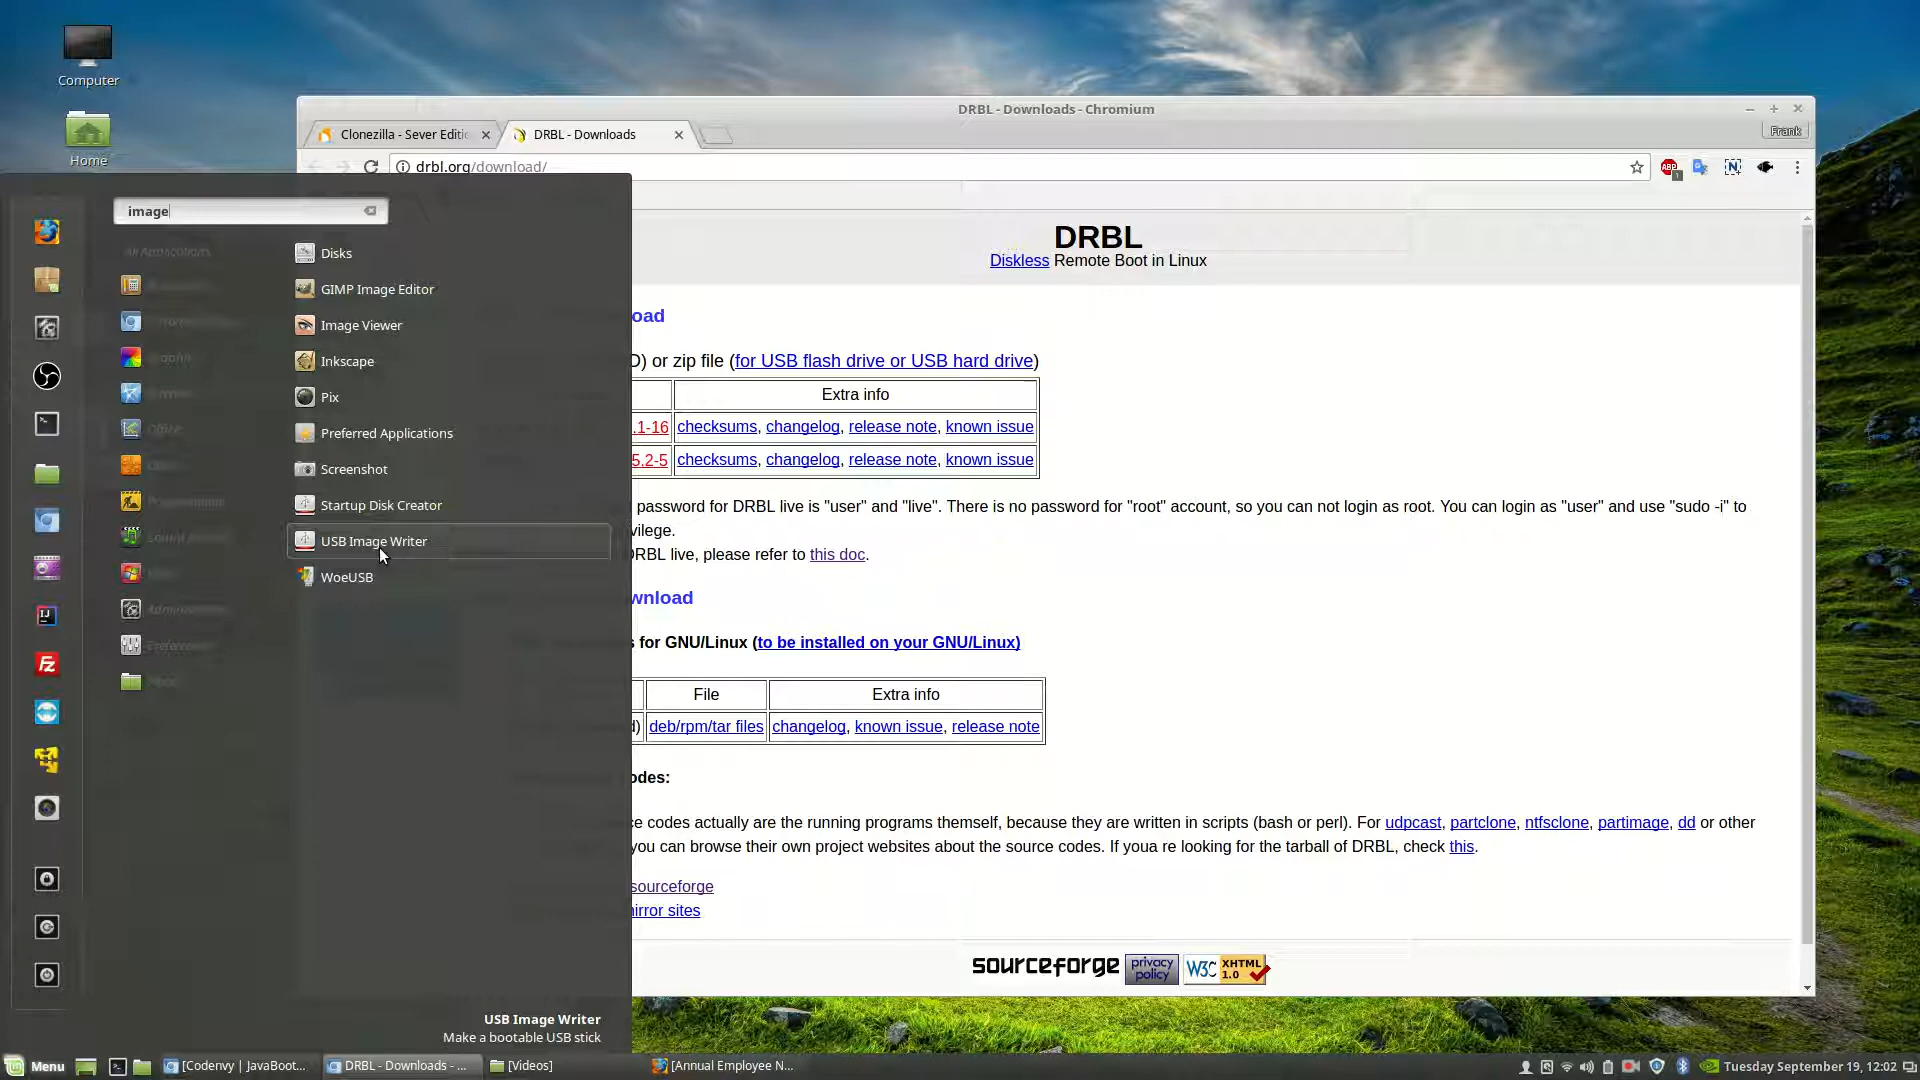 Computer
Home
DRBL - Downloads - Chromium
Clonezilla - Sever Editi
DRBL - Downloads
Frank
drbl.org/download/
image
All Applications
Disks
GIMP Image Editor
Image Viewer
Inkscape
Pix
Preferred Applications
Screenshot
Startup Disk Creator
USB Image Writer
WoeUSB
Office
Programming
Administration
Preferences
USB Image Writer
Make a bootable USB stick
DRBL
Diskless Remote Boot in Linux
oad
D) or zip file (for USB flash drive or USB hard drive)
Extra info
.1-16 checksums, changelog, release note, known issue
5.2-5 checksums, changelog, release note, known issue
password for DRBL live is "user" and "live". There is no password for "root" account, so you can not login as root. You can login as "user" and use "sudo -i" to
vilege.
DRBL live, please refer to this doc.
wnload
s for GNU/Linux (to be installed on your GNU/Linux)
File Extra info
d) deb/rpm/tar files changelog, known issue, release note
odes:
ce codes actually are the running programs themself, because they are written in scripts (bash or perl). For udpcast, partclone, ntfsclone, partimage, dd or other
you can browse their own project websites about the source codes. If youa re looking for the tarball of DRBL, check this.
sourceforge
irror sites
sourceforge
privacy policy
W3C XHTML 1.0
Menu
[Codenvy | JavaBoot...
DRBL - Downloads - ...
[Videos]
[Annual Employee N...
Tuesday September 19, 12:02